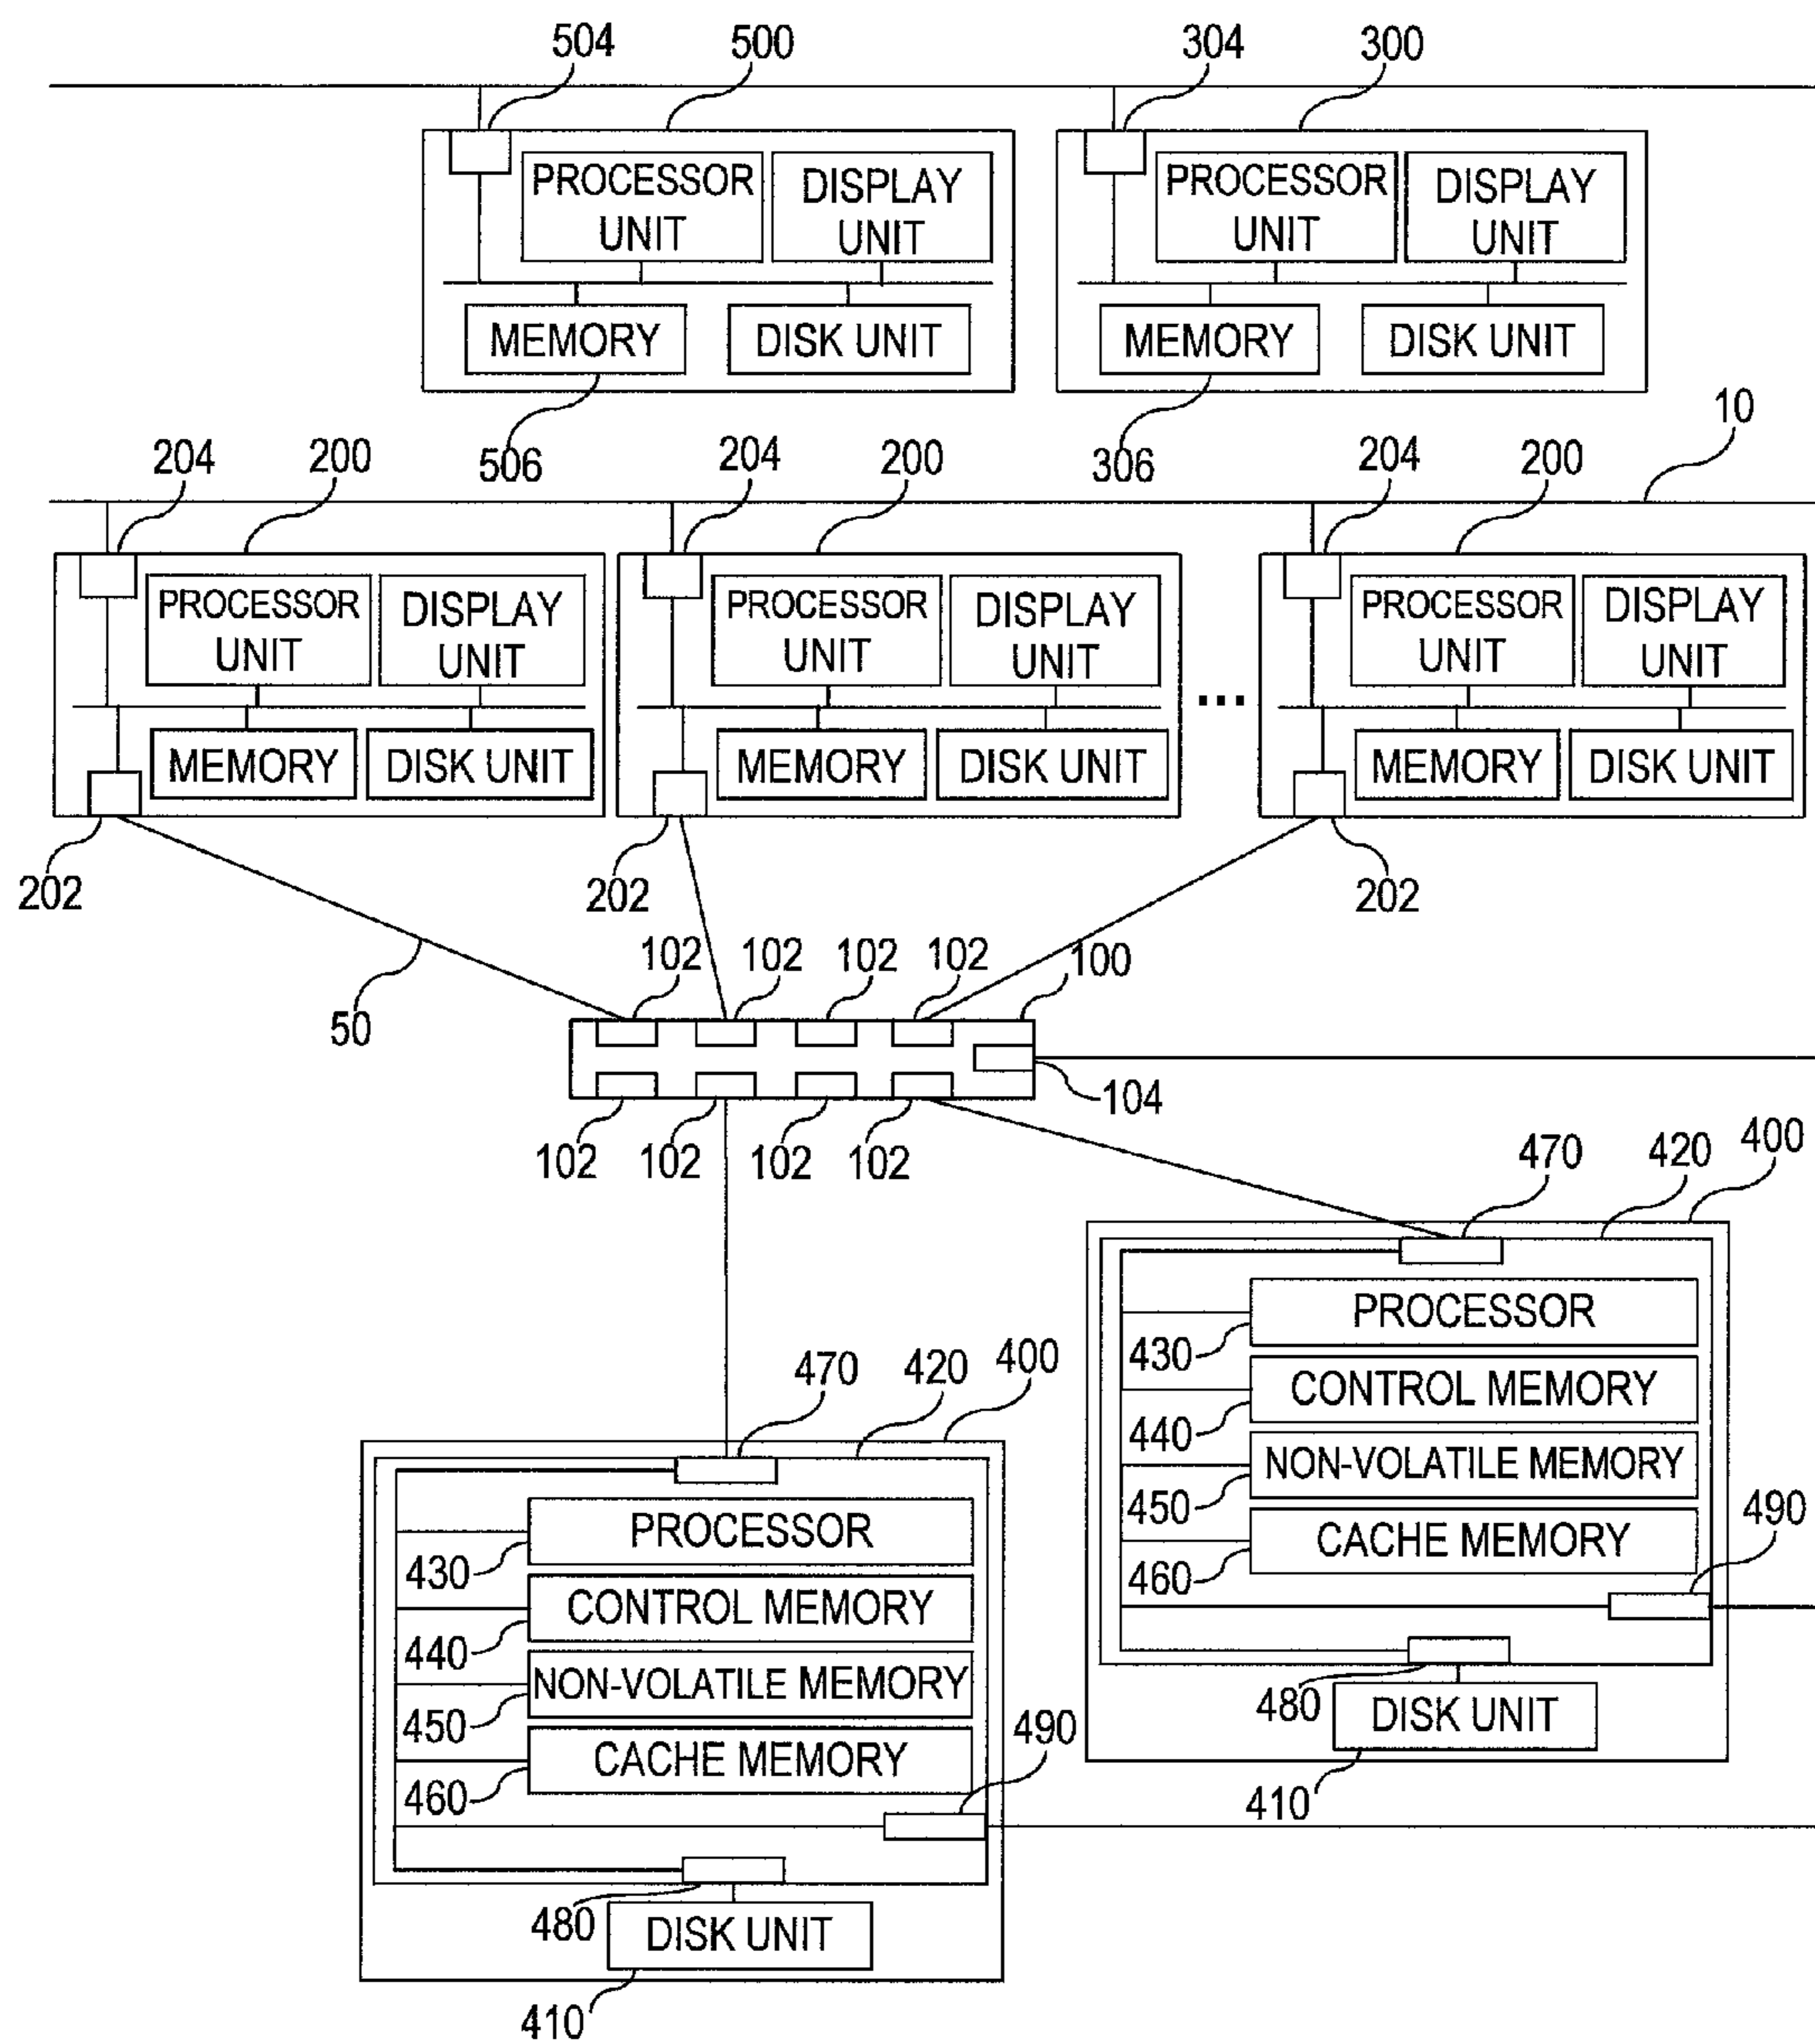 504 500 304 300
PROCESSOR UNIT DISPLAY UNIT PROCESSOR UNIT DISPLAY UNIT
MEMORY DISK UNIT MEMORY DISK UNIT
506 306 10
204 200 204 200 204 200
PROCESSOR UNIT DISPLAY UNIT PROCESSOR UNIT DISPLAY UNIT ... PROCESSOR UNIT DISPLAY UNIT
MEMORY DISK UNIT MEMORY DISK UNIT MEMORY DISK UNIT
202 202 202
50 102 102 102 102 100
104
102 102 102 102
470 420 400
PROCESSOR
430
CONTROL MEMORY
440
NON-VOLATILE MEMORY
450
CACHE MEMORY
460
490
480
DISK UNIT
410
470 420 400
PROCESSOR
430
CONTROL MEMORY
440
NON-VOLATILE MEMORY
450
CACHE MEMORY
460
490
480
DISK UNIT
410